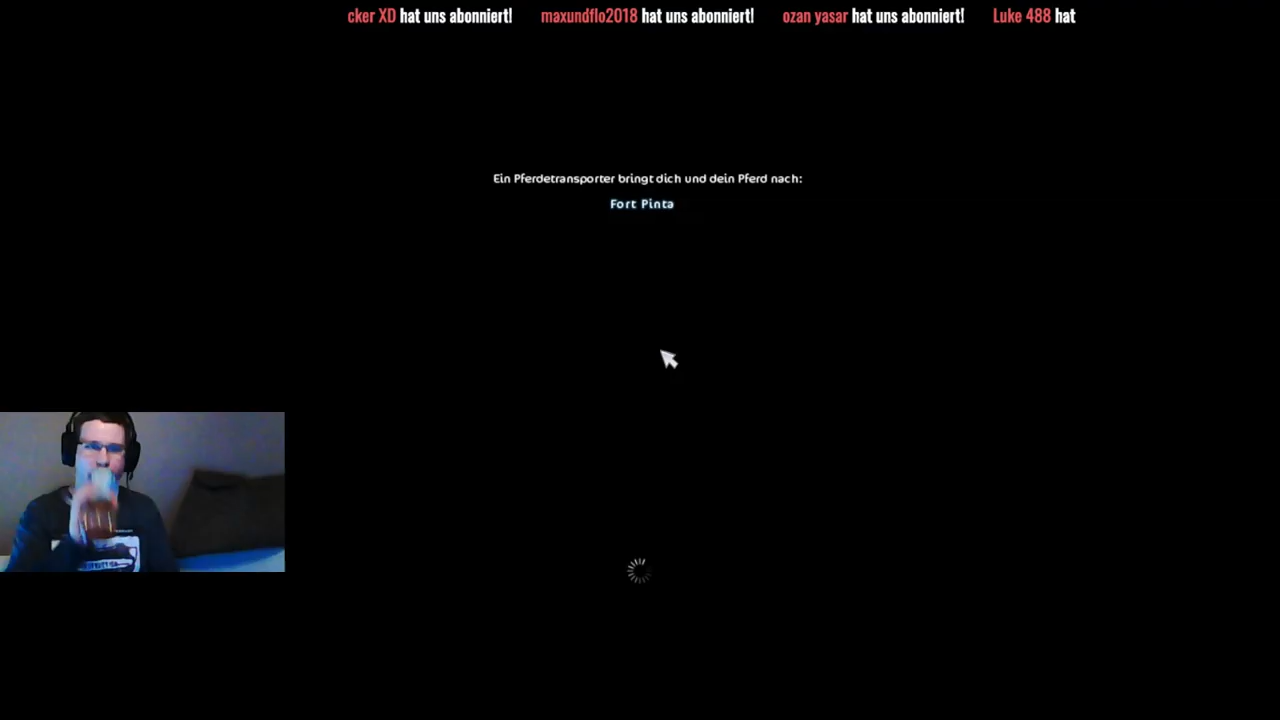 cker XD hat uns abonniert! maxundflo2018 hat uns abonniert! ozan yasar hat uns abonniert! Luke 488 hat
Ein Pferdetransporter bringt dich und dein Pferd nach:
Fort Pinta